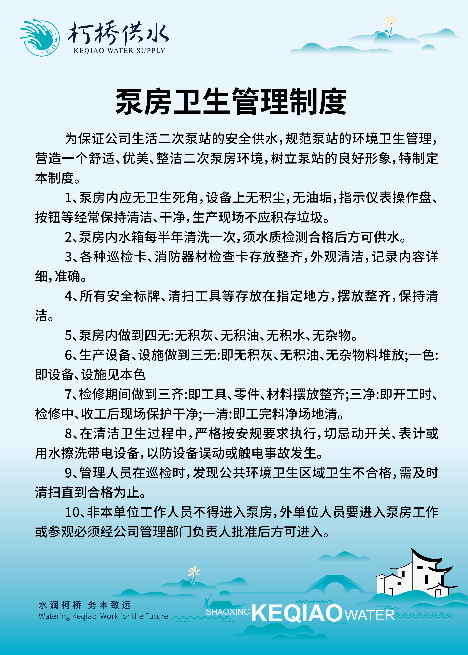 柯桥供水
KEQIAO WATER SUPPLY
泵房卫生管理制度
为保证公司生活二次泵站的安全供水,规范泵站的环境卫生管理,
营造一个舒适、优美、整洁二次泵房环境,树立泵站的良好形象,特制定
本制度。
1、泵房内应无卫生死角,设备上无积尘,无油垢,指示仪表操作盘、
按钮等经常保持清洁、干净,生产现场不应积存垃圾。
2、泵房内水箱每半年清洗一次,须水质检测合格后方可供水。
3、各种巡检卡、消防器材检查卡存放整齐,外观清洁,记录内容详
细,准确。
4、所有安全标牌、清扫工具等存放在指定地方,摆放整齐,保持清
洁。
5、泵房内做到四无:无积灰、无积油、无积水、无杂物。
6、生产设备、设施做到三无:即无积灰、无积油、无杂物料堆放;一色:
即设备、设施见本色
7、检修期间做到三齐:即工具、零件、材料摆放整齐;三净:即开工时、
检修中、收工后现场保护干净;一清:即工完料净场地清。
8、在清洁卫生过程中,严格按安规要求执行,切忌动开关、表计或
用水擦洗带电设备,以防设备误动或触电事故发生。
9、管理人员在巡检时,发现公共环境卫生区域卫生不合格,需及时
清扫直到合格为止。
10、非本单位工作人员不得进入泵房,外单位人员要进入泵房工作
或参观必须经公司管理部门负责人批准后方可进入。
水润柯桥 务本致远
Watering Keqiao Work for the Future
SHAOXING KEQIAO WATER